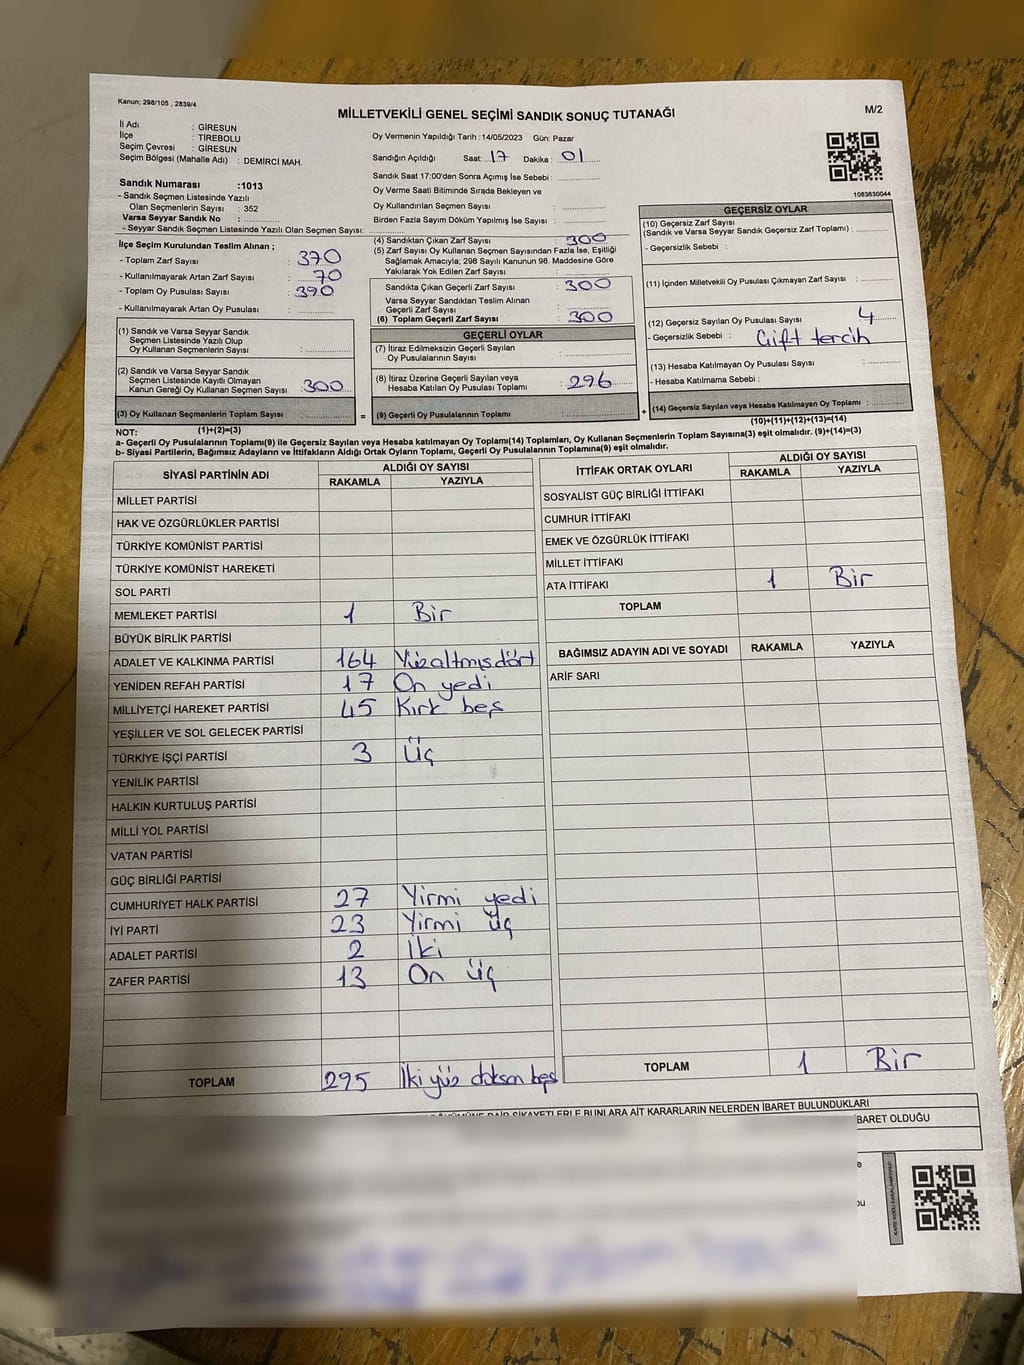 Kanun: 298/105 , 2839/4
MİLLETVEKİLİ GENEL SEÇİMİ SANDIK SONUÇ TUTANAĞI
M/2
İl Adı : GİRESUN
İlçe : TİREBOLU
Seçim Çevresi : GİRESUN
Seçim Bölgesi (Mahalle Adı) : DEMİRCİ MAH.
Sandık Numarası :1013
- Sandık Seçmen Listesinde Yazılı
Olan Seçmenlerin Sayısı : 352
Varsa Seyyar Sandık No :
- Seyyar Sandık Seçmen Listesinde Yazılı Olan Seçmen Sayısı:
Oy Vermenin Yapıldığı Tarih : 14/05/2023 Gün: Pazar
Sandığın Açıldığı Saat: 17 Dakika : 01
Sandık Saat 17:00'den Sonra Açımış İse Sebebi :
Oy Verme Saati Bitiminde Sırada Bekleyen ve
Oy Kullandırılan Seçmen Sayısı :
Birden Fazla Sayım Döküm Yapılmış İse Sayısı :
1083630044
İlçe Seçim Kurulundan Teslim Alınan ;
- Toplam Zarf Sayısı : 370
- Kullanılmayarak Artan Zarf Sayısı : 70
- Toplam Oy Pusulası Sayısı : 390
- Kullanılmayarak Artan Oy Pusulası :
(1) Sandık ve Varsa Seyyar Sandık
Seçmen Listesinde Yazılı Olup
Oy Kullanan Seçmenlerin Sayısı :
(2) Sandık ve Varsa Seyyar Sandık
Seçmen Listesinde Kayıtlı Olmayan
Kanun Gereği Oy Kullanan Seçmen Sayısı : 300
(3) Oy Kullanan Seçmenlerin Toplam Sayısı :
(1)+(2)=(3)
(4) Sandıktan Çıkan Zarf Sayısı : 300
(5) Zarf Sayısı Oy Kullanan Seçmen Sayısından Fazla İse, Eşitliği
Sağlamak Amacıyla; 298 Sayılı Kanunun 98. Maddesine Göre
Yakılarak Yok Edilen Zarf Sayısı :
Sandıkta Çıkan Geçerli Zarf Sayısı : 300
Varsa Seyyar Sandıktan Teslim Alınan
Geçerli Zarf Sayısı :
(6) Toplam Geçerli Zarf Sayısı : 300
GEÇERLİ OYLAR
(7) İtiraz Edilmeksizin Geçerli Sayılan
Oy Pusulalarının Sayısı :
(8) İtiraz Üzerine Geçerli Sayılan veya
Hesaba Katılan Oy Pusulası Toplamı : 296
= (9) Geçerli Oy Pusulalarının Toplamı :
GEÇERSİZ OYLAR
(10) Geçersiz Zarf Sayısı
(Sandık ve Varsa Seyyar Sandık Geçersiz Zarf Toplamı) :
- Geçersizlik Sebebi :
(11) İçinden Milletvekili Oy Pusulası Çıkmayan Zarf Sayısı :
(12) Geçersiz Sayılan Oy Pusulası Sayısı : 4
- Geçersizlik Sebebi : Çift tercih
(13) Hesaba Katılmayan Oy Pusulası Sayısı :
- Hesaba Katılmama Sebebi :
+ (14) Geçersiz Sayılan veya Hesaba Katılmayan Oy Toplamı :
(10)+(11)+(12)+(13)=(14)
NOT:
a- Geçerli Oy Pusulalarının Toplamı(9) ile Geçersiz Sayılan veya Hesaba katılmayan Oy Toplamı(14) Toplamları, Oy Kullanan Seçmenlerin Toplam Sayısına(3) eşit olmalıdır. (9)+(14)=(3)
b- Siyasi Partilerin, Bağımsız Adayların ve İttifakların Aldığı Ortak Oyların Toplamı, Geçerli Oy Pusulalarının Toplamına(9) eşit olmalıdır.
SİYASİ PARTİNİN ADI ALDIĞI OY SAYISI
RAKAMLA YAZIYLA
MİLLET PARTİSİ
HAK VE ÖZGÜRLÜKLER PARTİSİ
TÜRKİYE KOMÜNİST PARTİSİ
TÜRKİYE KOMÜNİST HAREKETİ
SOL PARTİ
MEMLEKET PARTİSİ 1 Bir
BÜYÜK BİRLİK PARTİSİ
ADALET VE KALKINMA PARTİSİ 164 Yüzaltmışdört
YENİDEN REFAH PARTİSİ 17 On yedi
MİLLİYETÇİ HAREKET PARTİSİ 45 Kırk beş
YEŞİLLER VE SOL GELECEK PARTİSİ
TÜRKİYE İŞÇİ PARTİSİ 3 Üç
YENİLİK PARTİSİ
HALKIN KURTULUŞ PARTİSİ
MİLLİ YOL PARTİSİ
VATAN PARTİSİ
GÜÇ BİRLİĞİ PARTİSİ
CUMHURİYET HALK PARTİSİ 27 Yirmi yedi
İYİ PARTİ 23 Yirmi üç
ADALET PARTİSİ 2 İki
ZAFER PARTİSİ 13 On üç
TOPLAM 295 İki yüz doksan beş
İTTİFAK ORTAK OYLARI ALDIĞI OY SAYISI
RAKAMLA YAZIYLA
SOSYALİST GÜÇ BİRLİĞİ İTTİFAKI
CUMHUR İTTİFAKI
EMEK VE ÖZGÜRLÜK İTTİFAKI
MİLLET İTTİFAKI
ATA İTTİFAKI 1 Bir
TOPLAM
BAĞIMSIZ ADAYIN ADI VE SOYADI RAKAMLA YAZIYLA
ARİF SARI
TOPLAM 1 Bir
DAİR ŞİKAYETLERLE BUNLARA AİT KARARLARIN NELERDEN İBARET BULUNDUKLARI
BARET OLDUĞU